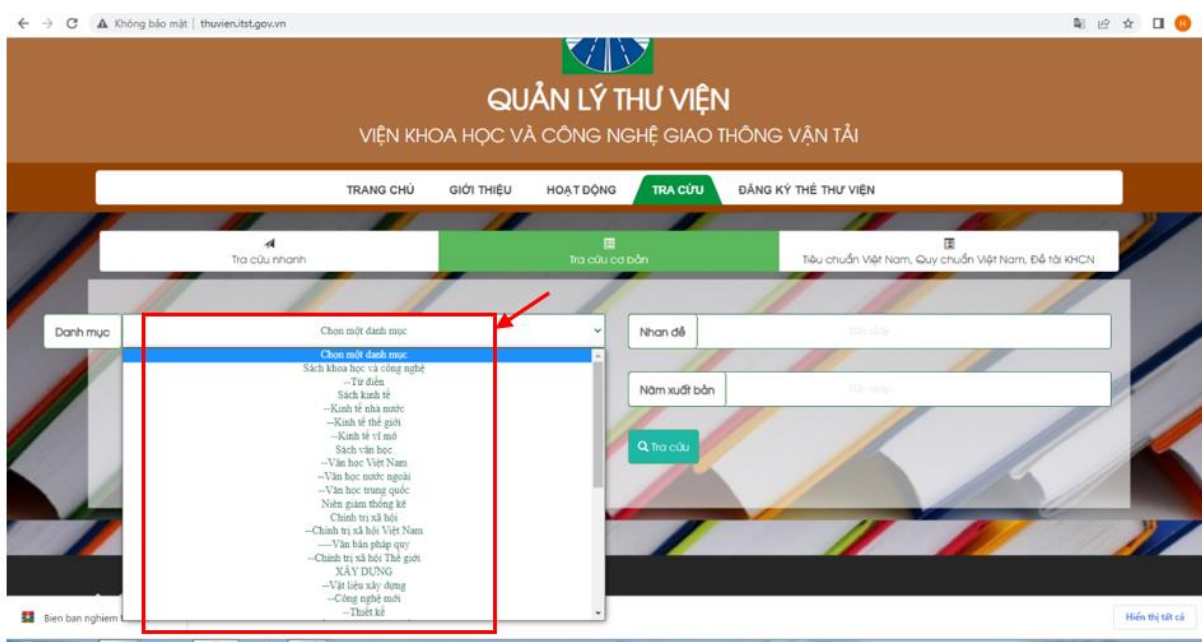 Không bảo mật | thuvien.itst.gov.vn
H
QUẢN LÝ THƯ VIỆN
VIỆN KHOA HỌC VÀ CÔNG NGHỆ GIAO THÔNG VẬN TẢI
TRANG CHỦ GIỚI THIỆU HOẠT ĐỘNG TRA CỨU ĐĂNG KÝ THẺ THƯ VIỆN
Tra cứu nhanh Tra cứu cơ bản Tiêu chuẩn Việt Nam, Quy chuẩn Việt Nam, Đề tài KHCN
Danh mục Chọn một danh mục Nhan đề
Chọn một danh mục
Sách khoa học và công nghệ
--Từ điển
Sách kinh tế
Năm xuất bản
--Kinh tế nhà nước
--Kinh tế thế giới
--Kinh tế vĩ mô
Sách văn học
Tra cứu
--Văn học Việt Nam
--Văn học nước ngoài
--Văn học trung quốc
Niên giám thống kê
Chính trị xã hội
--Chính trị xã hội Việt Nam
----Văn bản pháp quy
--Chính trị xã hội Thế giới
XÂY DỰNG
--Vật liệu xây dựng
--Công nghệ mới
--Thiết kế
Bien ban nghiem
Hiển thị tất cả